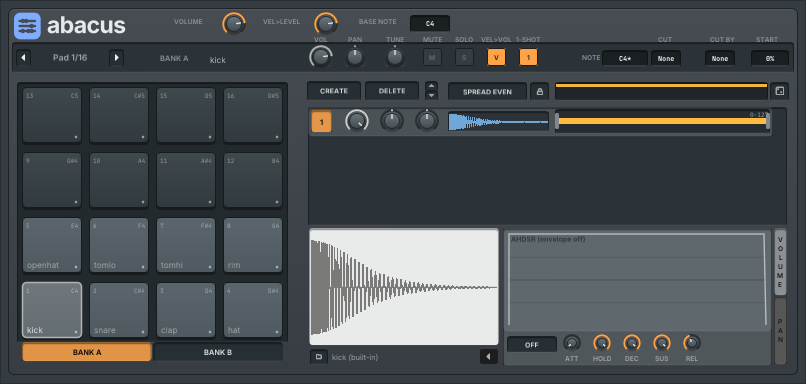 abacus
VOLUME
VEL>LEVEL
BASE NOTE
C4
Pad 1/16
BANK A
kick
VOL
PAN
TUNE
MUTE
SOLO
VEL>VOL
1-SHOT
M
S
V
1
NOTE
C4*
CUT
None
CUT BY
None
START
0%
13 C5
14 C#5
15 D5
16 D#5
9 G#4
10 A4
11 A#4
12 B4
5 E4
openhat
6 F4
tomlo
7 F#4
tomhi
8 G4
rim
1 C4
kick
2 C#4
snare
3 D4
clap
4 D#4
hat
BANK A
BANK B
CREATE
DELETE
SPREAD EVEN
1
0-127
kick (built-in)
AHDSR (envelope off)
OFF
ATT
HOLD
DEC
SUS
REL
VOLUME
PAN